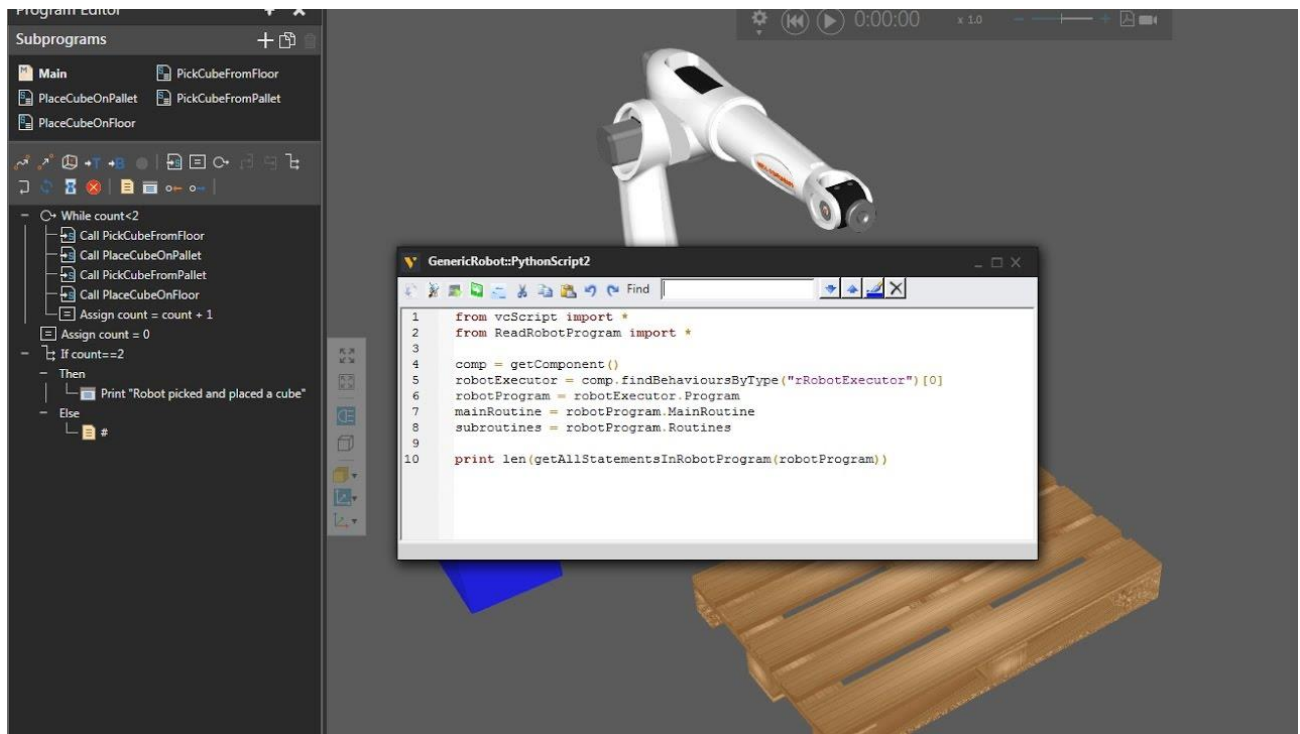 Program Editor
Subprograms
Main
PickCubeFromFloor
PlaceCubeOnPallet
PickCubeFromPallet
PlaceCubeOnFloor
While count<2
Call PickCubeFromFloor
Call PlaceCubeOnPallet
Call PickCubeFromPallet
Call PlaceCubeOnFloor
Assign count = count + 1
Assign count = 0
If count==2
Then
Print "Robot picked and placed a cube"
Else
#
0:00:00
x 1.0
GenericRobot::PythonScript2
Find
1 from vcScript import *
2 from ReadRobotProgram import *
3
4 comp = getComponent()
5 robotExecutor = comp.findBehavioursByType("rRobotExecutor")[0]
6 robotProgram = robotExecutor.Program
7 mainRoutine = robotProgram.MainRoutine
8 subroutines = robotProgram.Routines
9
10 print len(getAllStatementsInRobotProgram(robotProgram))